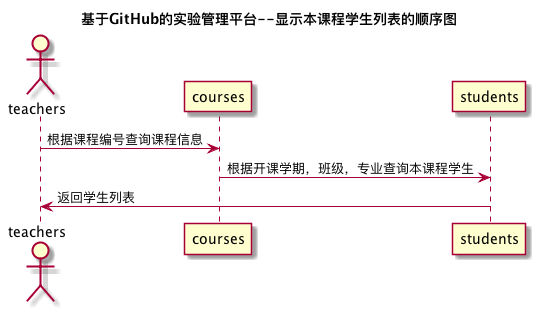 基于GitHub的实验管理平台--显示本课程学生列表的顺序图
teachers
courses
students
根据课程编号查询课程信息
根据开课学期，班级，专业查询本课程学生
返回学生列表
teachers
courses
students